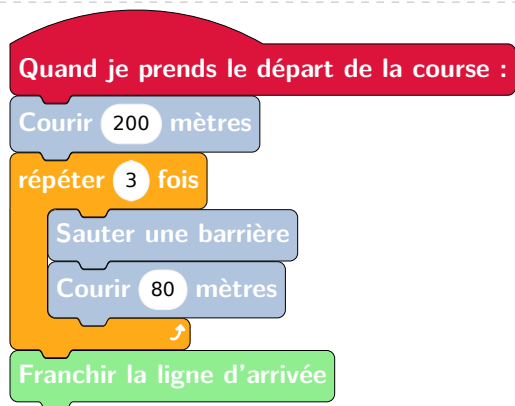 Quand je prends le départ de la course :
Courir 200 mètres
répéter 3 fois
Sauter une barrière
Courir 80 mètres
Franchir la ligne d'arrivée